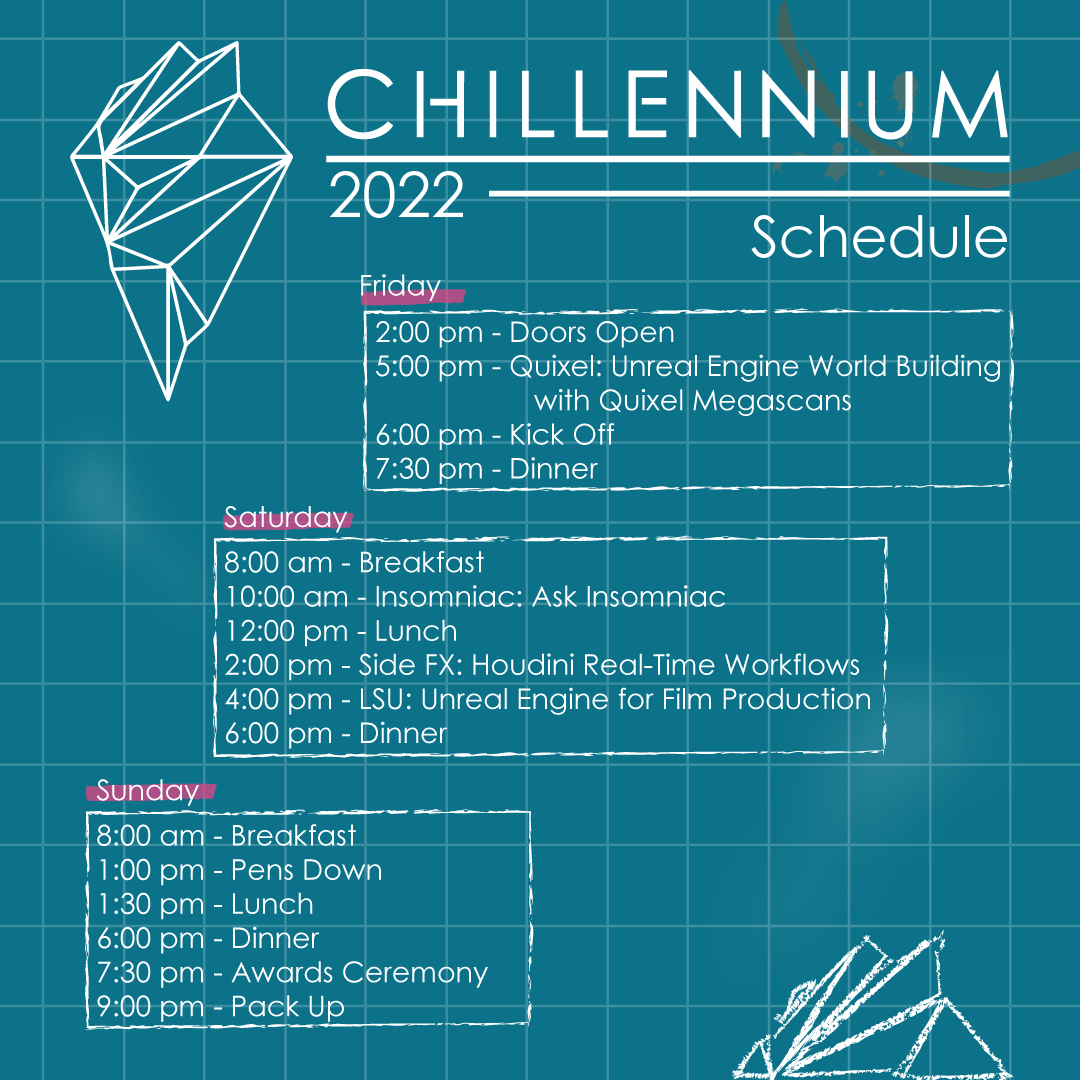 CHILLENNIUM
2022
Schedule
Friday
2:00 pm - Doors Open
5:00 pm - Quixel: Unreal Engine World Building
with Quixel Megascans
6:00 pm - Kick Off
7:30 pm - Dinner
Saturday
8:00 am - Breakfast
10:00 am - Insomniac: Ask Insomniac
12:00 pm - Lunch
2:00 pm - Side FX: Houdini Real-Time Workflows
4:00 pm - LSU: Unreal Engine for Film Production
6:00 pm - Dinner
Sunday
8:00 am - Breakfast
1:00 pm - Pens Down
1:30 pm - Lunch
6:00 pm - Dinner
7:30 pm - Awards Ceremony
9:00 pm - Pack Up